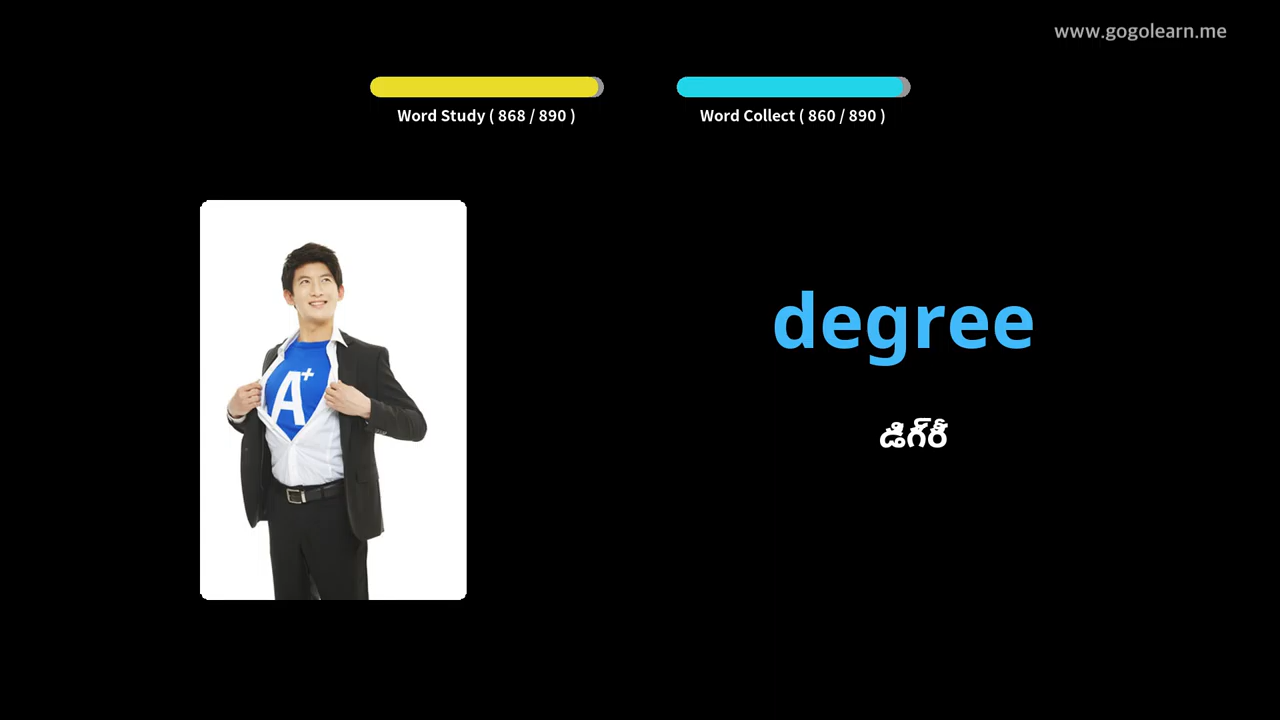 www.gogolearn.me
Word Study ( 868 / 890 )
Word Collect ( 860 / 890 )
A+
degree
డిగ్రీ